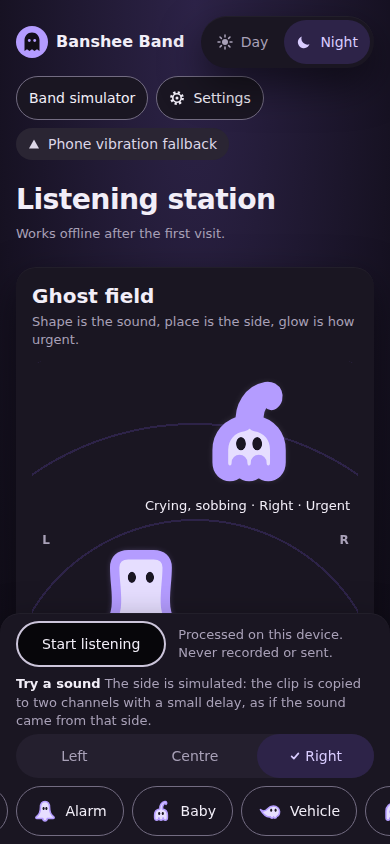 Banshee Band
Day
Night
Band simulator
Settings
Phone vibration fallback
Listening station
Works offline after the first visit.
Ghost field
Shape is the sound, place is the side, glow is how
urgent.
Crying, sobbing · Right · Urgent
L
R
Start listening
Processed on this device.
Never recorded or sent.
Try a sound The side is simulated: the clip is copied
to two channels with a small delay, as if the sound
came from that side.
Left
Centre
Right
Alarm
Baby
Vehicle